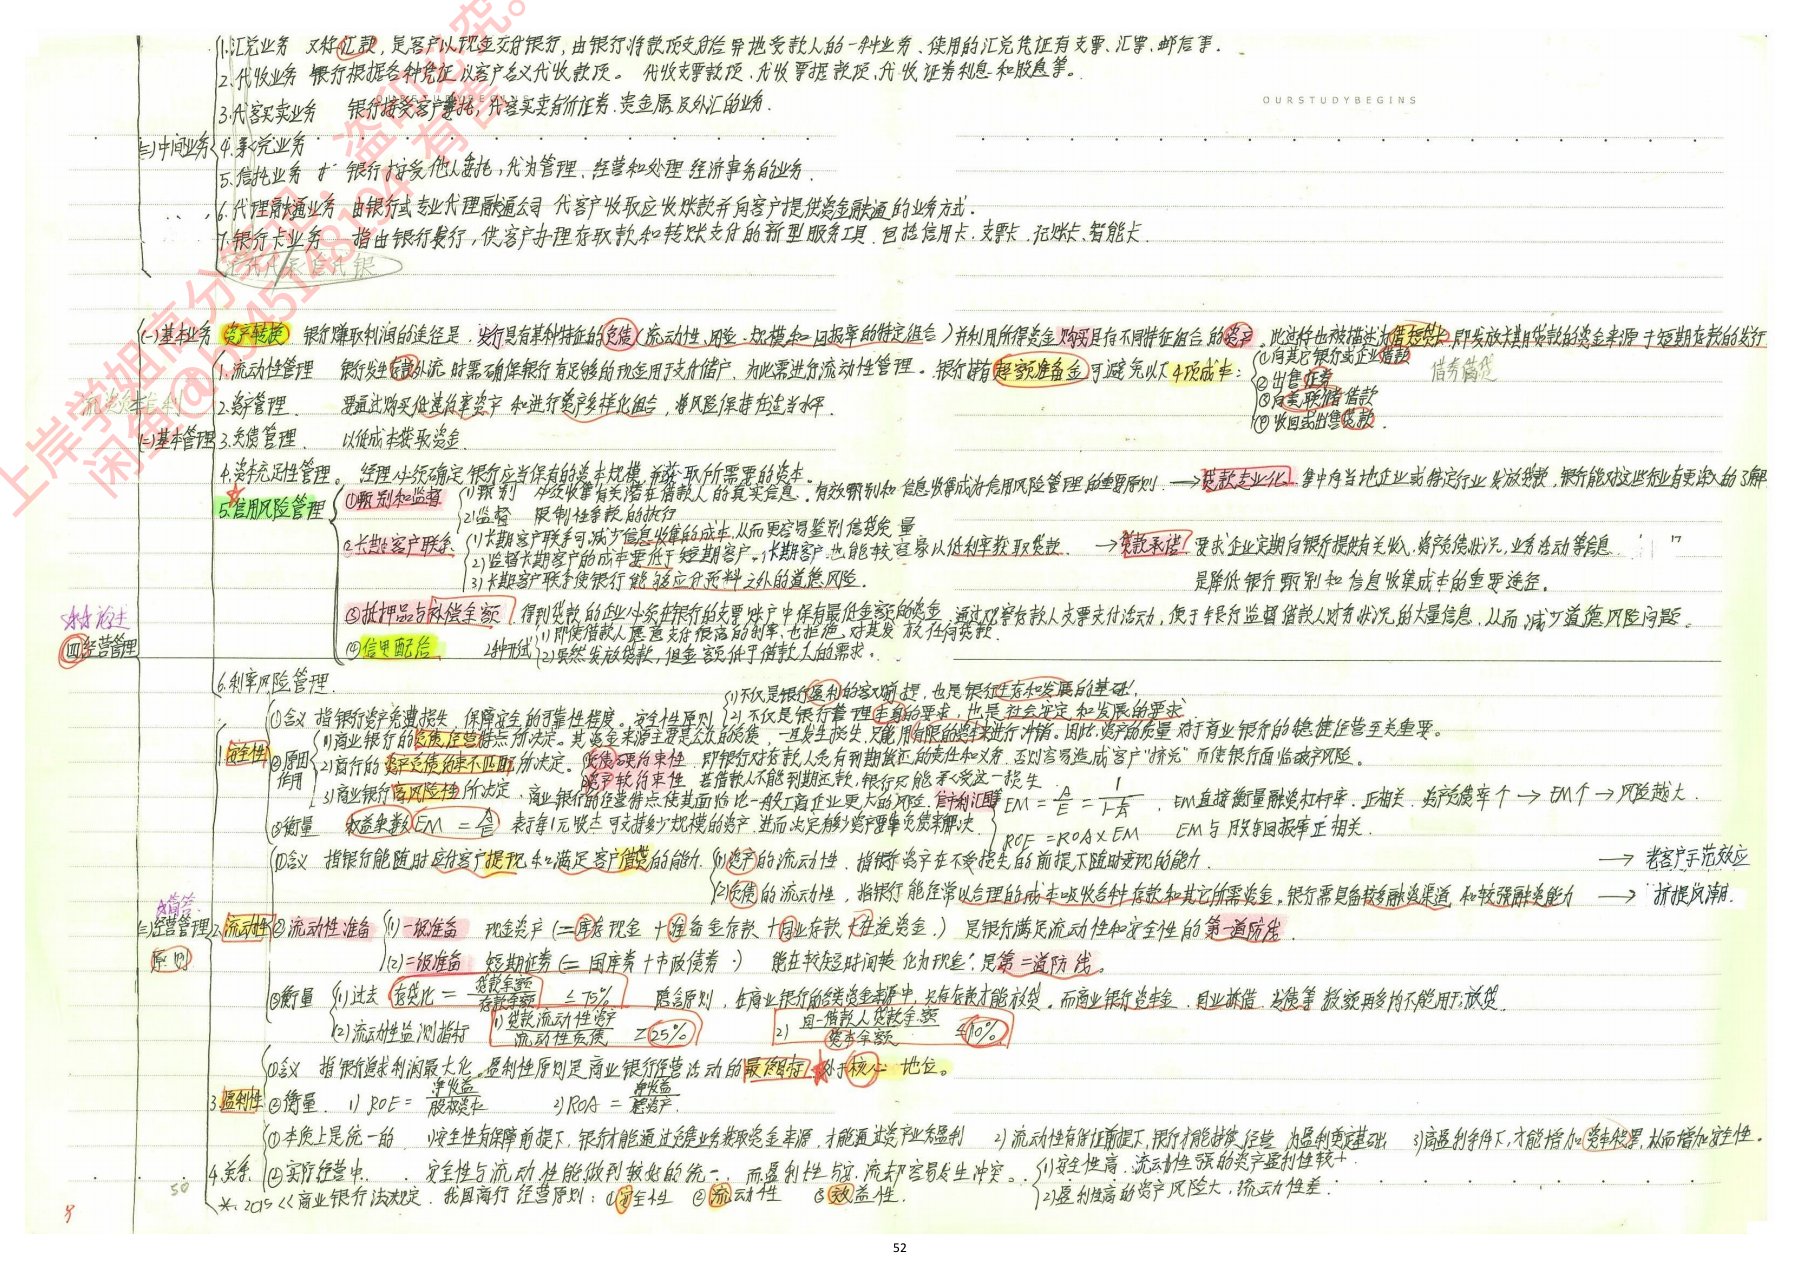 1.汇兑业务 又称汇款，是客户以现金交付银行，由银行将款项支付给异地受款人的一种业务．使用的汇兑凭证有支票、汇票、邮信等．
2.代收业务 银行根据各种凭证以客户名义代收款项。代收支票款项、代收票据款项、代收证券利息和股息等。
3.代客买卖业务 银行接受客户委托，代客买卖有价证券、贵金属及外汇的业务．
OURSTUDYBEGINS
(三)中间业务
4.承兑业务
5.信托业务 银行接受他人委托，代为管理、经营和处理经济事务的业务．
6.代理融通业务 由银行或专业代理融通公司代客户收取应收账款并向客户提供资金融通的业务方式．
7.银行卡业务 指由银行发行，供客户办理存取款和转账支付的新型服务工具．包括信用卡、支票卡、记账卡、智能卡．
(一)基本业务 资产转换 银行赚取利润的途径是，发行具有某种特征的负债(流动性、风险、规模和回报率的特定组合)并利用所得资金购买具有不同特征组合的资产．此过程也被描述为借短贷长，即发放长期贷款的资金来源于短期存款的发行
1.流动性管理 银行发生存款外流时需确保银行有足够的现金用于支付储户，为此需进行流动性管理。银行持有超额准备金可避免以下4项成本：
①向其它银行或企业借款
②出售证券
③向美联储借款
④收回或出售贷款．
借券储贷
2.资产管理． 要通过购买低违约率资产和进行资产多样化组合，将风险保持在适当水平．
(二)基本管理
3.负债管理． 以低成本获取资金．
4.资本充足性管理。 经理必须确定银行应当保有的资本规模，并获取所需要的资本。
5.信用风险管理
①甄别和监督
1)甄别 必须收集有关潜在借款人的真实信息．有效甄别和信息收集成为信用风险管理的重要原则．→贷款专业化．集中向当地企业或特定行业发放贷款，银行能对这些行业有更深入的了解
2)监督 限制性条款的执行
②长期客户联系
1)长期客户联系可减少信息收集的成本，从而更容易鉴别信贷质量
2)监督长期客户的成本要低于短期客户．长期客户也能较容易以低利率获取贷款． →贷款承诺 要求企业定期向银行提供有关收入、资产负债状况，业务活动等信息
3)长期客户联系使银行能够应付预料之外的道德风险．
是降低银行甄别和信息收集成本的重要途径．
③抵押品与补偿余额 得到贷款的企业必须在银行的支票账户中保有最低金额的资金．通过观察存款人支票支付活动，便于银行监督借款人财务状况的大量信息，从而减少道德风险问题。
④信用配给 2种形式
1)即使借款人愿意支付很高的利率，也拒绝对其发放任何贷款．
2)虽然发放贷款，但金额低于借款人的需求．
(四)经营管理
6.利率风险管理．
1.安全性
①含义 指银行资产免遭损失，保障安全的可靠性程度。安全性原则
1)不仅是银行盈利的客观前提，也是银行生存和发展的基础；
2)不仅是银行管理本身的要求，也是社会安定和发展的要求
②原因作用
1)商业银行的负债经营特点所决定。其资金来源主要是公众的负债，一旦发生损失，只能用有限的资本来进行冲销。因此，资产的质量对于商业银行的稳健经营至关重要。
2)商行的资产负债约束不匹配所决定。 负债硬约束性 即银行对存款人负有到期偿还的责任和义务，否则容易造成客户"挤兑"而使银行面临破产风险。
资产软约束性 若借款人不能到期还款，银行只能承受这一损失
3)商业银行高风险性所决定．商业银行的经营特点使其面临比一般工商企业更大的风险．
③衡量 权益乘数EM = A/E 表示每1元股本可支持多少规模的资产，进而决定有多少资产要靠负债来解决．
EM = A/E ．EM直接衡量融资杠杆率．正相关．资产负债率个→EM个→风险越大．
ROE = ROA×EM EM与股东回报率正相关．
(三)经营管理原则
简答
2.流动性
①含义 指银行能随时应付客户提现和满足客户借贷的能力．
1)资产的流动性．指银行资产在不受损失的前提下随时变现的能力． → 老客户示范效应
2)负债的流动性，指银行能经常以合理的成本吸收各种存款和其它所需资金．银行需具备较多融资渠道和较强融资能力 → 挤提风潮．
②流动性准备
(1)一级准备 现金资产(=库存现金+准备金存款+同业存款+在途资金．) 是银行满足流动性和安全性的第一道防线．
(2)二级准备 短期证券(=国库券+市政债券．) 能在较短时间转化为现金．是第二道防线。
③衡量
(1)过去 存贷比 = 贷款余额/存款余额 ≤75% 隐含原则，在商业银行的各类资金来源中，只有存款才能放贷。而商业银行资本金、同业拆借、发债等数额再多均不能用于放贷．
(2)流动性监测指标 1) 流动性资产/流动性负债 ≥25% 2) 同一借款人贷款余额/资本余额 ≤10%
3.盈利性
①含义 指银行追求利润最大化．盈利性原则是商业银行经营活动的最终目标★处于核心地位。
②衡量． 1) ROE = 净收益/股权资本 2) ROA = 净收益/总资产．
4.关系．
①本质上是统一的 1)安全性有保障前提下，银行才能通过负债业务获取资金来源，才能通过资产业务盈利 2)流动性有保证前提下，银行才能持续经营，为盈利奠定基础 3)高盈利条件下，才能增加资本积累，从而增加安全性．
②实际经营中． 安全性与流动性能做到较好的统一．而盈利性与安、流却容易发生冲突。
1)安全性高、流动性强的资产盈利性较小
2)盈利性高的资产风险大，流动性差．
*．2015《商业银行法》规定．我国商行经营原则：①安全性 ②流动性 ③效益性．
50
52
上岸学姐高分笔记，盗印必究。